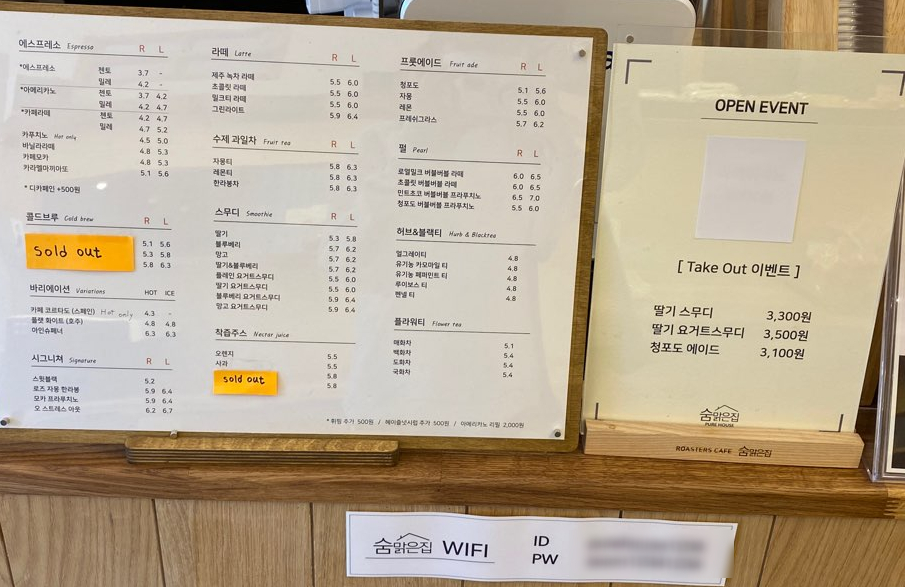 에스프레소 Espresso R L
*에스프레소 젠토 3.7 -
밀레 4.2 -
*아메리카노 젠토 3.7 4.2
밀레 4.2 4.7
*카페라떼 젠토 4.2 4.7
밀레 4.7 5.2
카푸치노 Hot only 4.5 5.0
바닐라라떼 4.8 5.3
카페모카 4.8 5.3
카라멜마끼아또 5.1 5.6
* 디카페인 +500원
콜드브루 Cold brew R L
sold out
5.1 5.6
5.3 5.8
5.8 6.3
바리에이션 Variations HOT ICE
카페 코르타도 (스페인) Hot only 4.3 -
플랫 화이트 (호주) 4.8 4.8
아인슈페너 6.3 6.3
시그니쳐 Signature R L
스윗블랙 5.2
로즈 자몽 한라봉 5.9 6.4
모카 프라푸치노 5.9 6.4
오 스트레스 아웃 6.2 6.7
라떼 Latte R L
제주 녹차 라떼 5.5 6.0
초콜릿 라떼 5.5 6.0
밀크티 라떼 5.5 6.0
그린라이트 5.9 6.4
수제 과일차 Fruit tea R L
자몽티 5.8 6.3
레몬티 5.8 6.3
한라봉차 5.8 6.3
스무디 Smoothie R L
딸기 5.3 5.8
블루베리 5.7 6.2
망고 5.7 6.2
딸기&블루베리 5.7 6.2
플레인 요거트스무디 5.5 6.0
딸기 요거트스무디 5.5 6.0
블루베리 요거트스무디 5.9 6.4
망고 요거트스무디 5.9 6.4
착즙주스 Nectar juice
오렌지 5.5
사과 5.5
sold out 5.8
5.8
프룻에이드 Fruit ade R L
청포도 5.1 5.6
자몽 5.5 6.0
레몬 5.5 6.0
프레쉬그라스 5.7 6.2
펄 Pearl R L
로얄밀크 버블버블 라떼 6.0 6.5
초콜릿 버블버블 라떼 6.0 6.5
민트초코 버블버블 프라푸치노 6.5 7.0
청포도 버블버블 프라푸치노 5.5 6.0
허브&블랙티 Hurb & Blacktea
얼그레이티 4.8
유기농 카모마일 티 4.8
유기농 페퍼민트 티 4.8
루이보스 티 4.8
펜넬 티 4.8
플라워티 Flower tea
매화차 5.1
백화차 5.4
도화차 5.4
국화차 5.4
* 휘핑 추가 500원 / 헤이즐넛시럽 추가 500원 / 아메리카노 리필 2,000원
OPEN EVENT
[ Take Out 이벤트 ]
딸기 스무디 3,300원
딸기 요거트스무디 3,500원
청포도 에이드 3,100원
숨맑은집
PURE HOUSE
ROASTERS CAFE 숨맑은집
숨맑은집 WIFI ID
PW